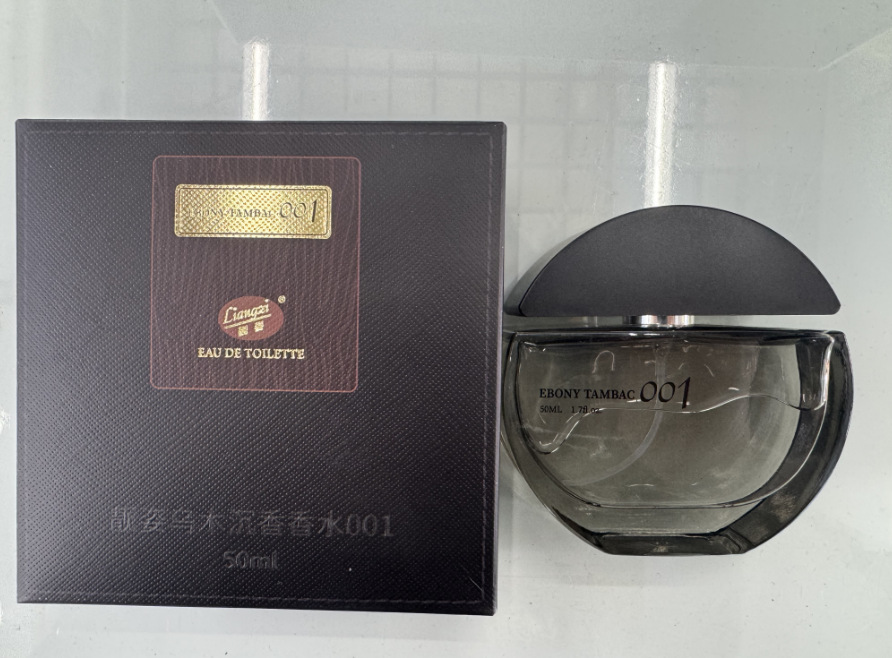 EBONY TAMBAC 001
Liangzi®
EAU DE TOILETTE
靓姿乌木沉香香水001
50ml
EBONY TAMBAC 001
50ML 1.7fl oz